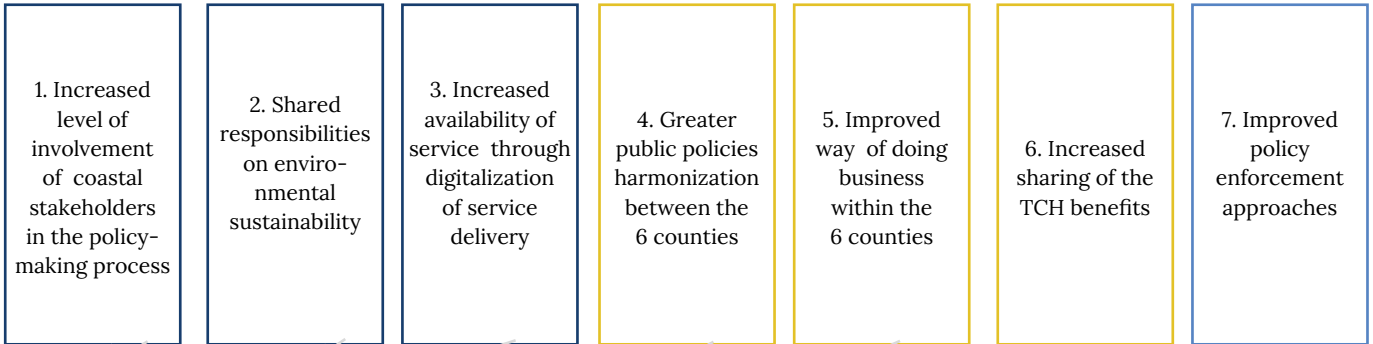 1. Increased
level of
involvement
of coastal
stakeholders
in the policy-
making process
2. Shared
responsibilities
on enviro-
nmental
sustainability
3. Increased
availability of
service through
digitalization
of service
delivery
4. Greater
public policies
harmonization
between the
6 counties
5. Improved
way of doing
business
within the
6 counties
6. Increased
sharing of the
TCH benefits
7. Improved
policy
enforcement
approaches